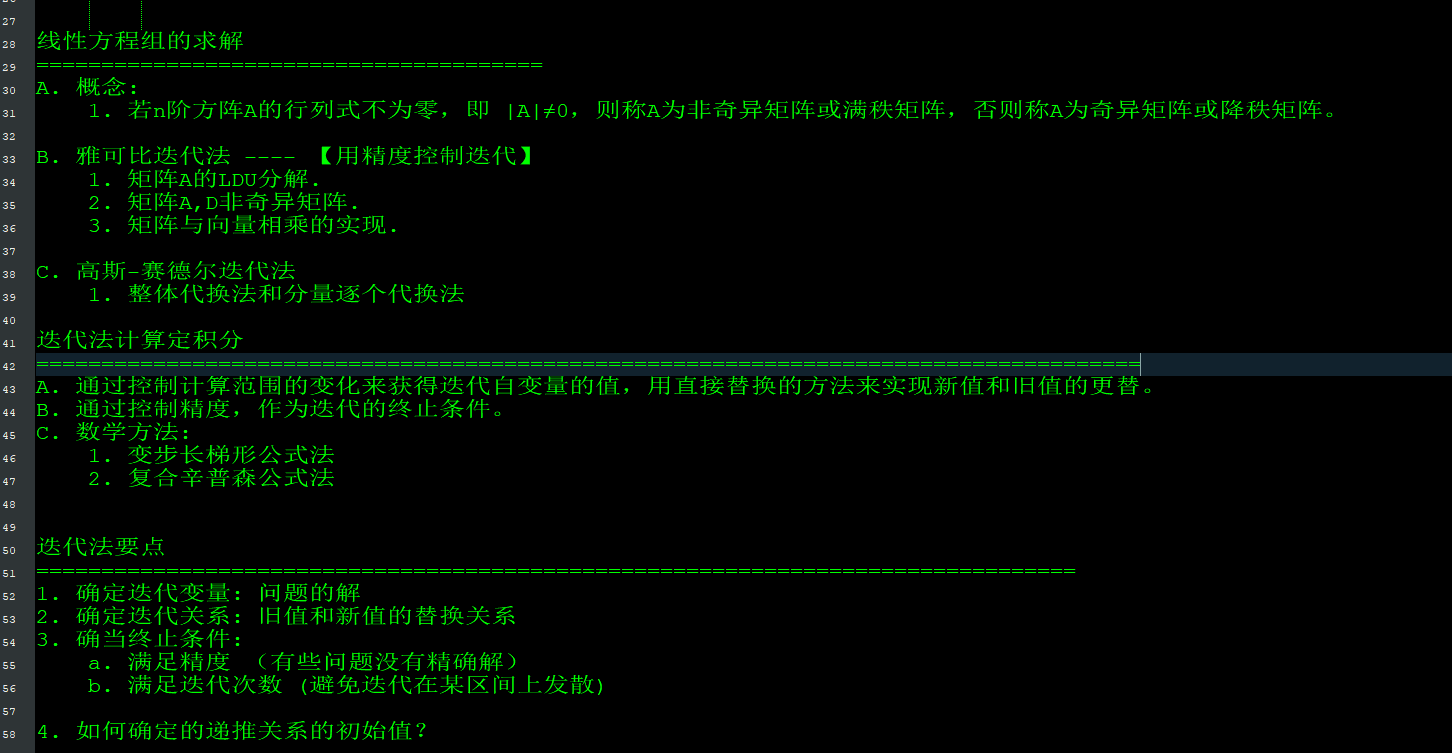 27
28 线性方程组的求解
29 =======================================
30 A. 概念:
31 1. 若n阶方阵A的行列式不为零，即 |A|≠0，则称A为非奇异矩阵或满秩矩阵，否则称A为奇异矩阵或降秩矩阵。
32
33 B. 雅可比迭代法 ---- 【用精度控制迭代】
34 1. 矩阵A的LDU分解.
35 2. 矩阵A,D非奇异矩阵.
36 3. 矩阵与向量相乘的实现.
37
38 C. 高斯-赛德尔迭代法
39 1. 整体代换法和分量逐个代换法
40
41 迭代法计算定积分
42 =====================================================================================
43 A. 通过控制计算范围的变化来获得迭代自变量的值，用直接替换的方法来实现新值和旧值的更替。
44 B. 通过控制精度，作为迭代的终止条件。
45 C. 数学方法:
46 1. 变步长梯形公式法
47 2. 复合辛普森公式法
48
49
50 迭代法要点
51 ================================================================================
52 1. 确定迭代变量: 问题的解
53 2. 确定迭代关系: 旧值和新值的替换关系
54 3. 确当终止条件:
55 a. 满足精度 （有些问题没有精确解）
56 b. 满足迭代次数 (避免迭代在某区间上发散)
57
58 4. 如何确定的递推关系的初始值?